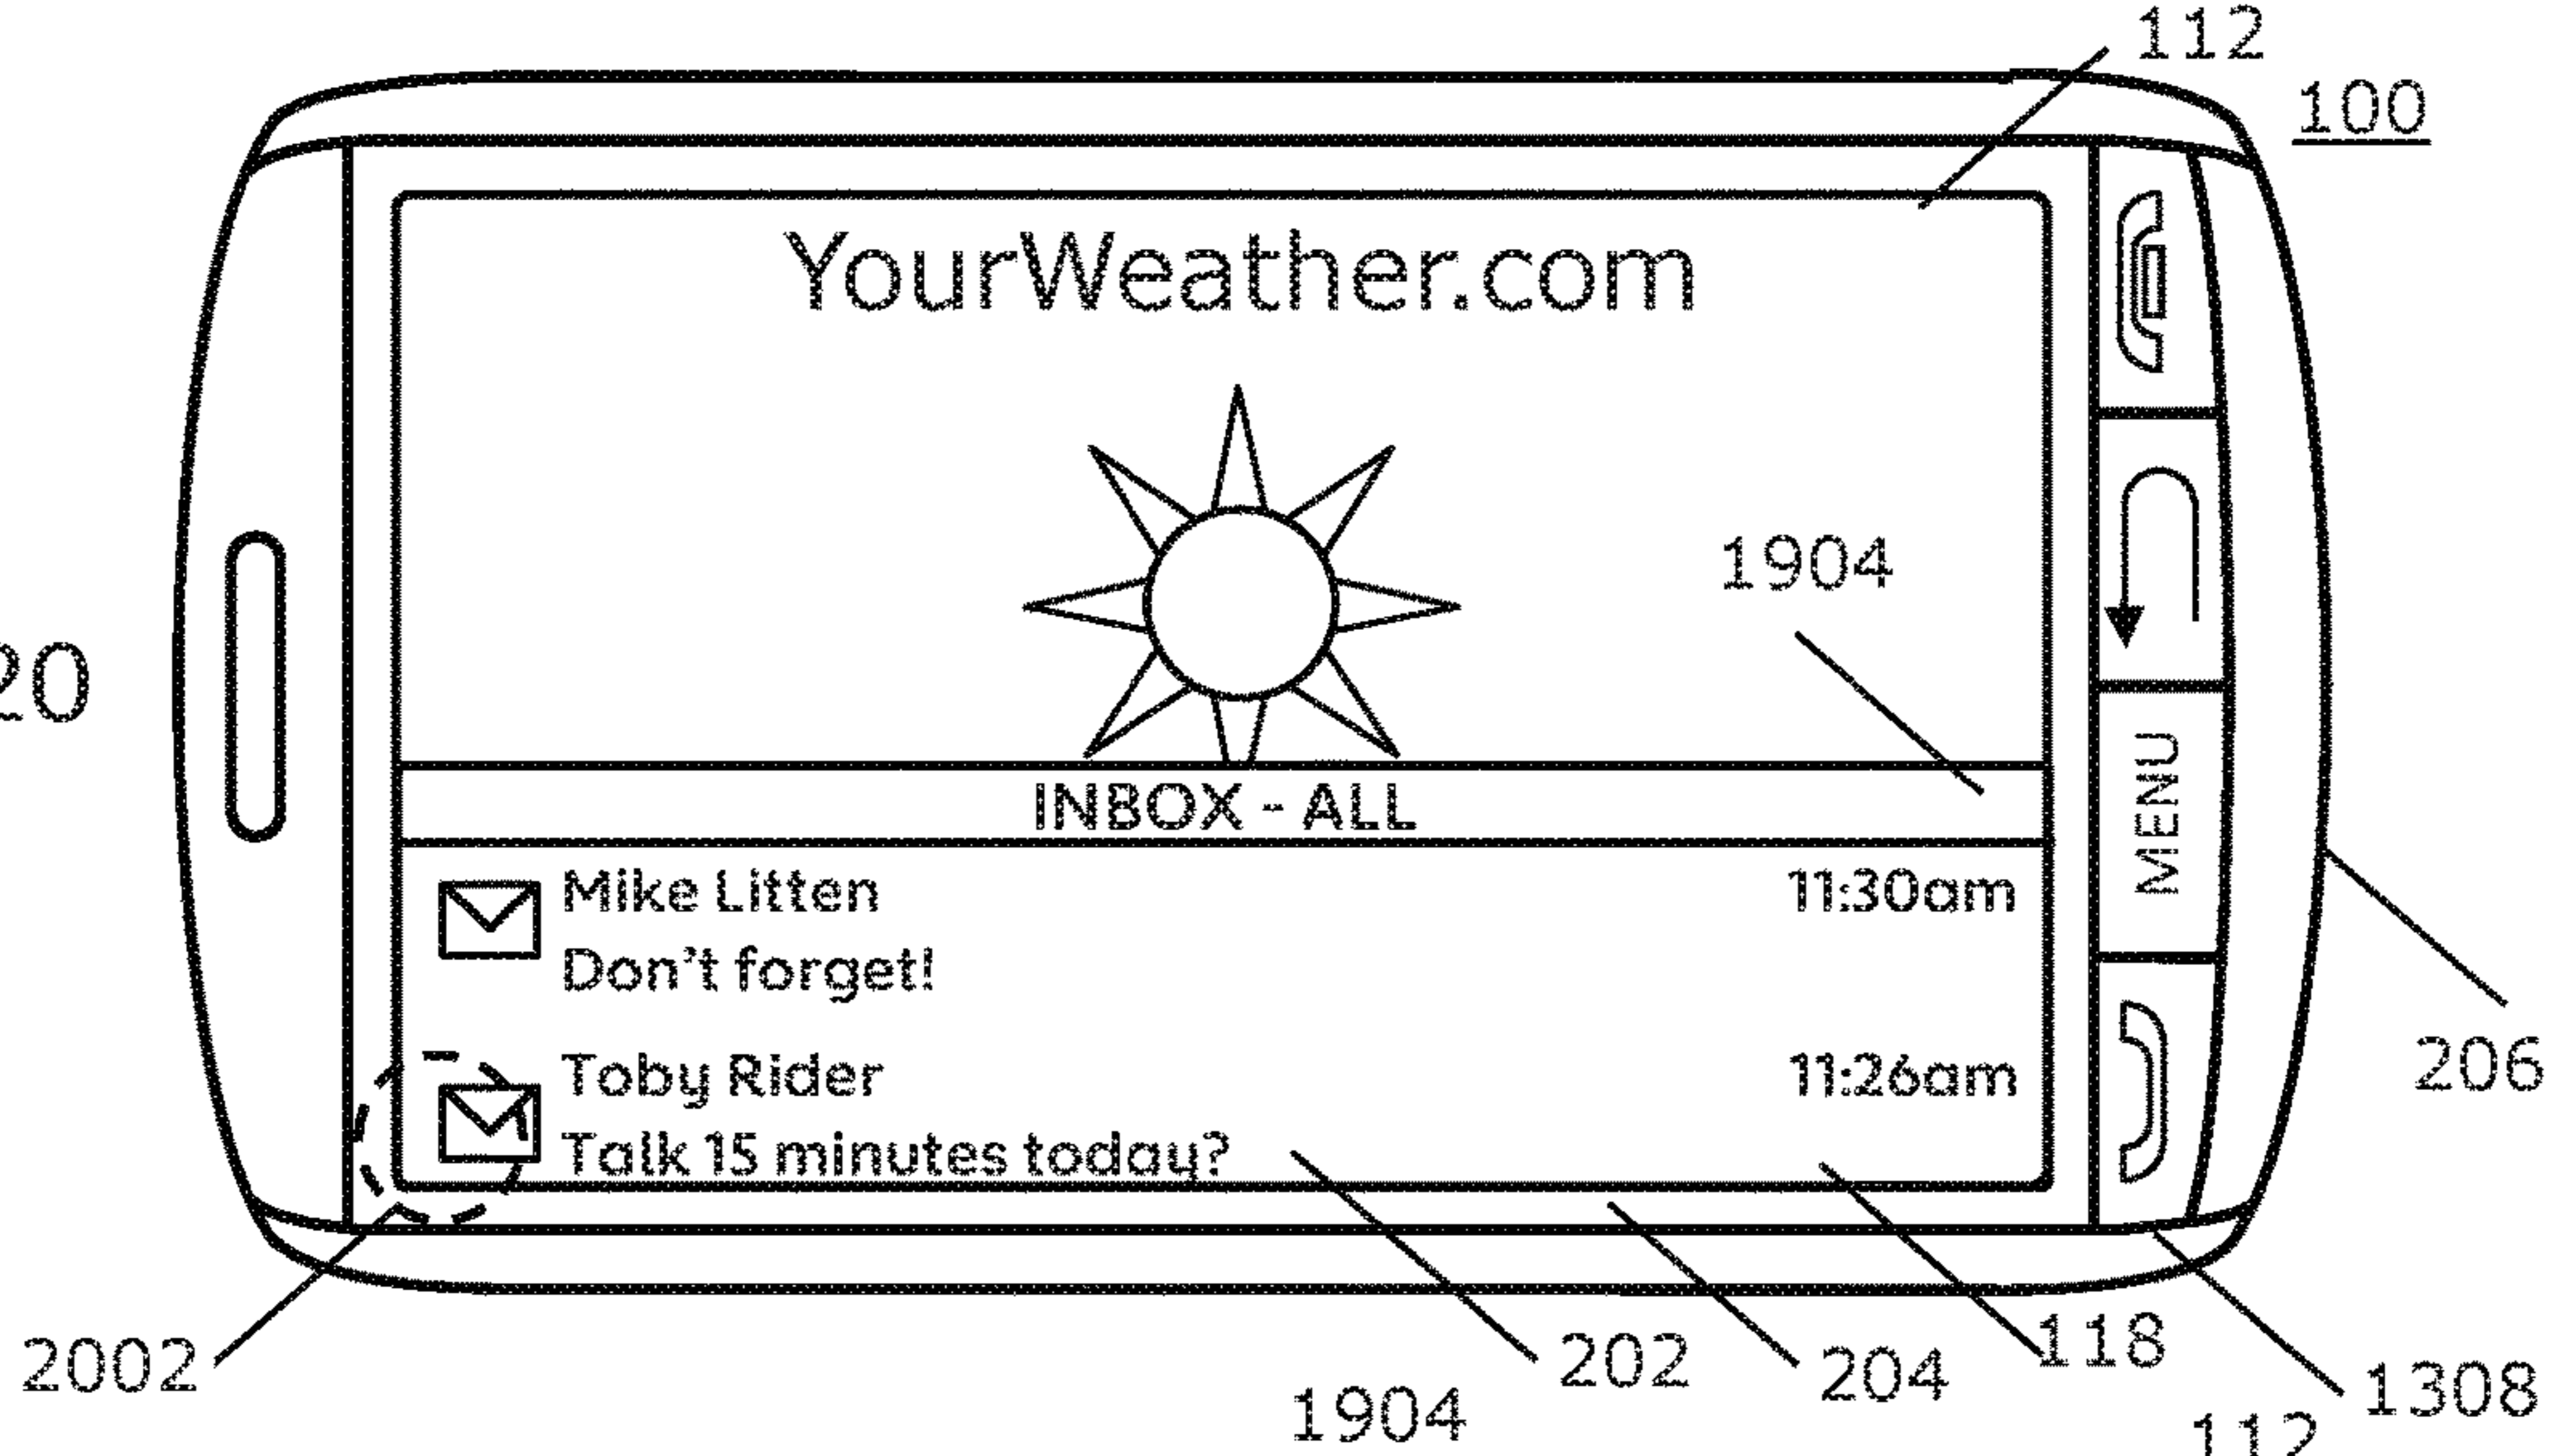 112
100
YourWeather.com
1904
20
INBOX - ALL
MENU
Mike Litten 11:30am
Don't forget!
206
Toby Rider 11:26am
Talk 15 minutes today?
2002
202
204
118
1308
1904
112